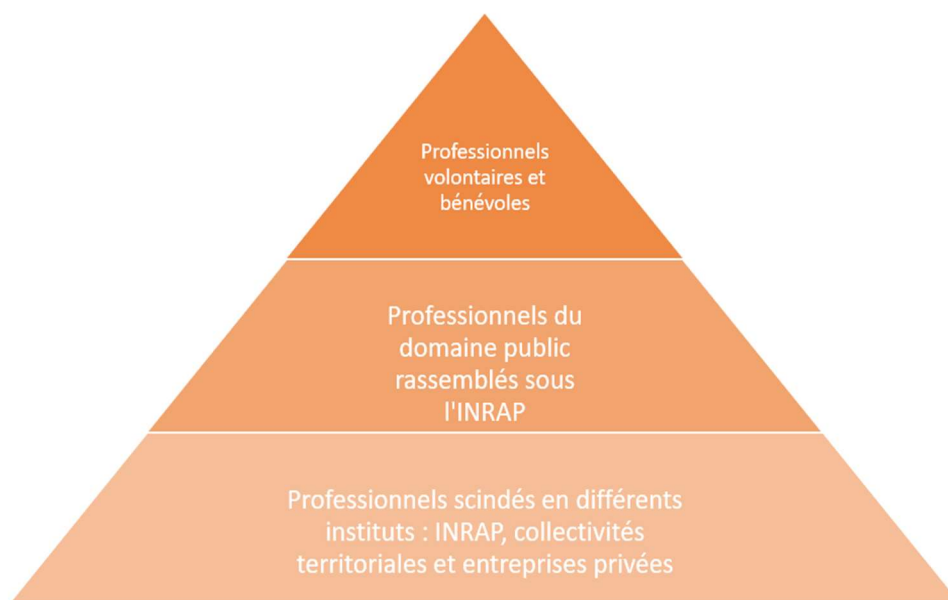 Professionnels
volontaires et
bénévoles
Professionnels du
domaine public
rassemblés sous
l'INRAP
Professionnels scindés en différents
instituts : INRAP, collectivités
territoriales et entreprises privées